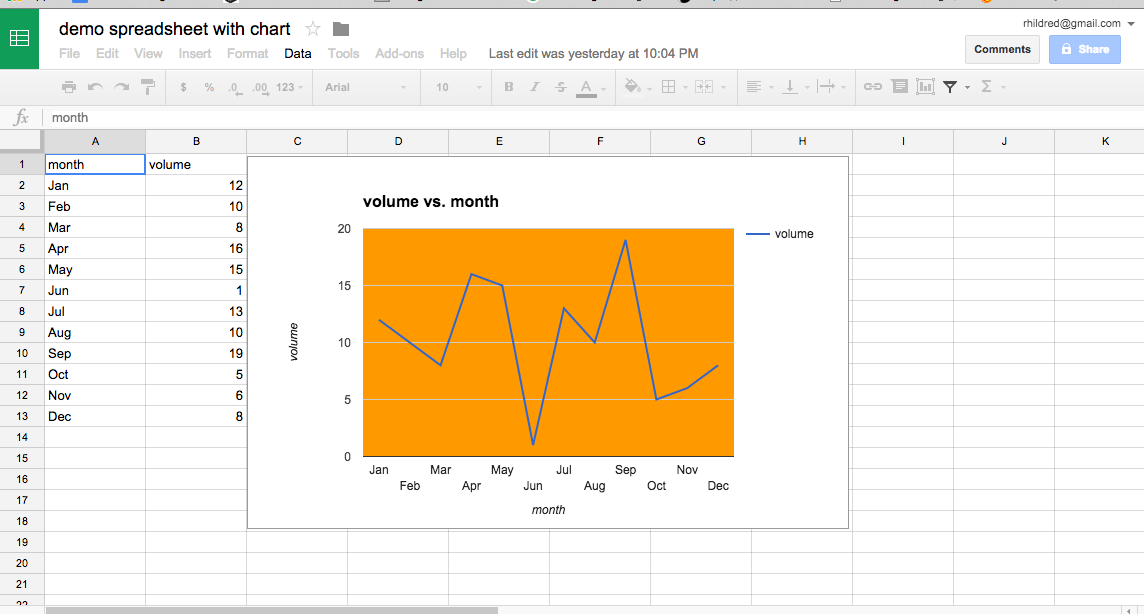 demo spreadsheet with chart
rhildred@gmail.com
File Edit View Insert Format Data Tools Add-ons Help Last edit was yesterday at 10:04 PM
Comments Share
$ % .0 .00 123 Arial 10 B I S A Σ
fx month
A B C D E F G H I J K
1 month volume
2 Jan 12
3 Feb 10
4 Mar 8
5 Apr 16
6 May 15
7 Jun 1
8 Jul 13
9 Aug 10
10 Sep 19
11 Oct 5
12 Nov 6
13 Dec 8
14
15
16
17
18
19
20
21
22
volume vs. month
volume
20
15
10
5
0
volume
Jan Mar May Jul Sep Nov
Feb Apr Jun Aug Oct Dec
month